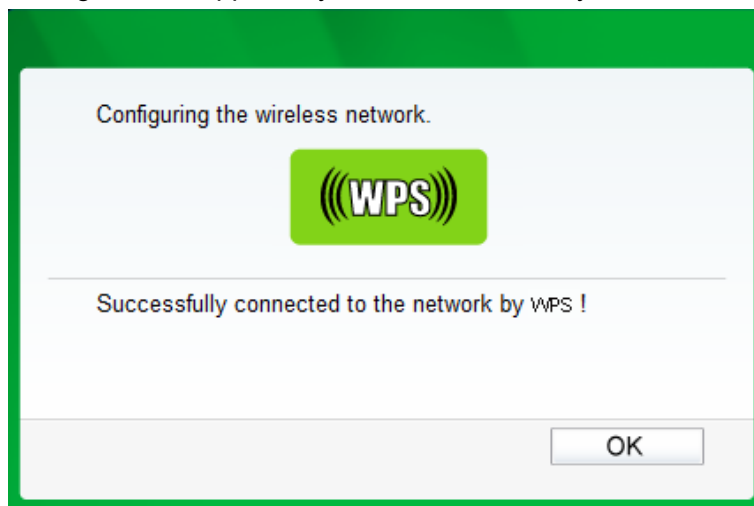 Configuring the wireless network.
(((WPS)))
Successfully connected to the network by WPS !
OK